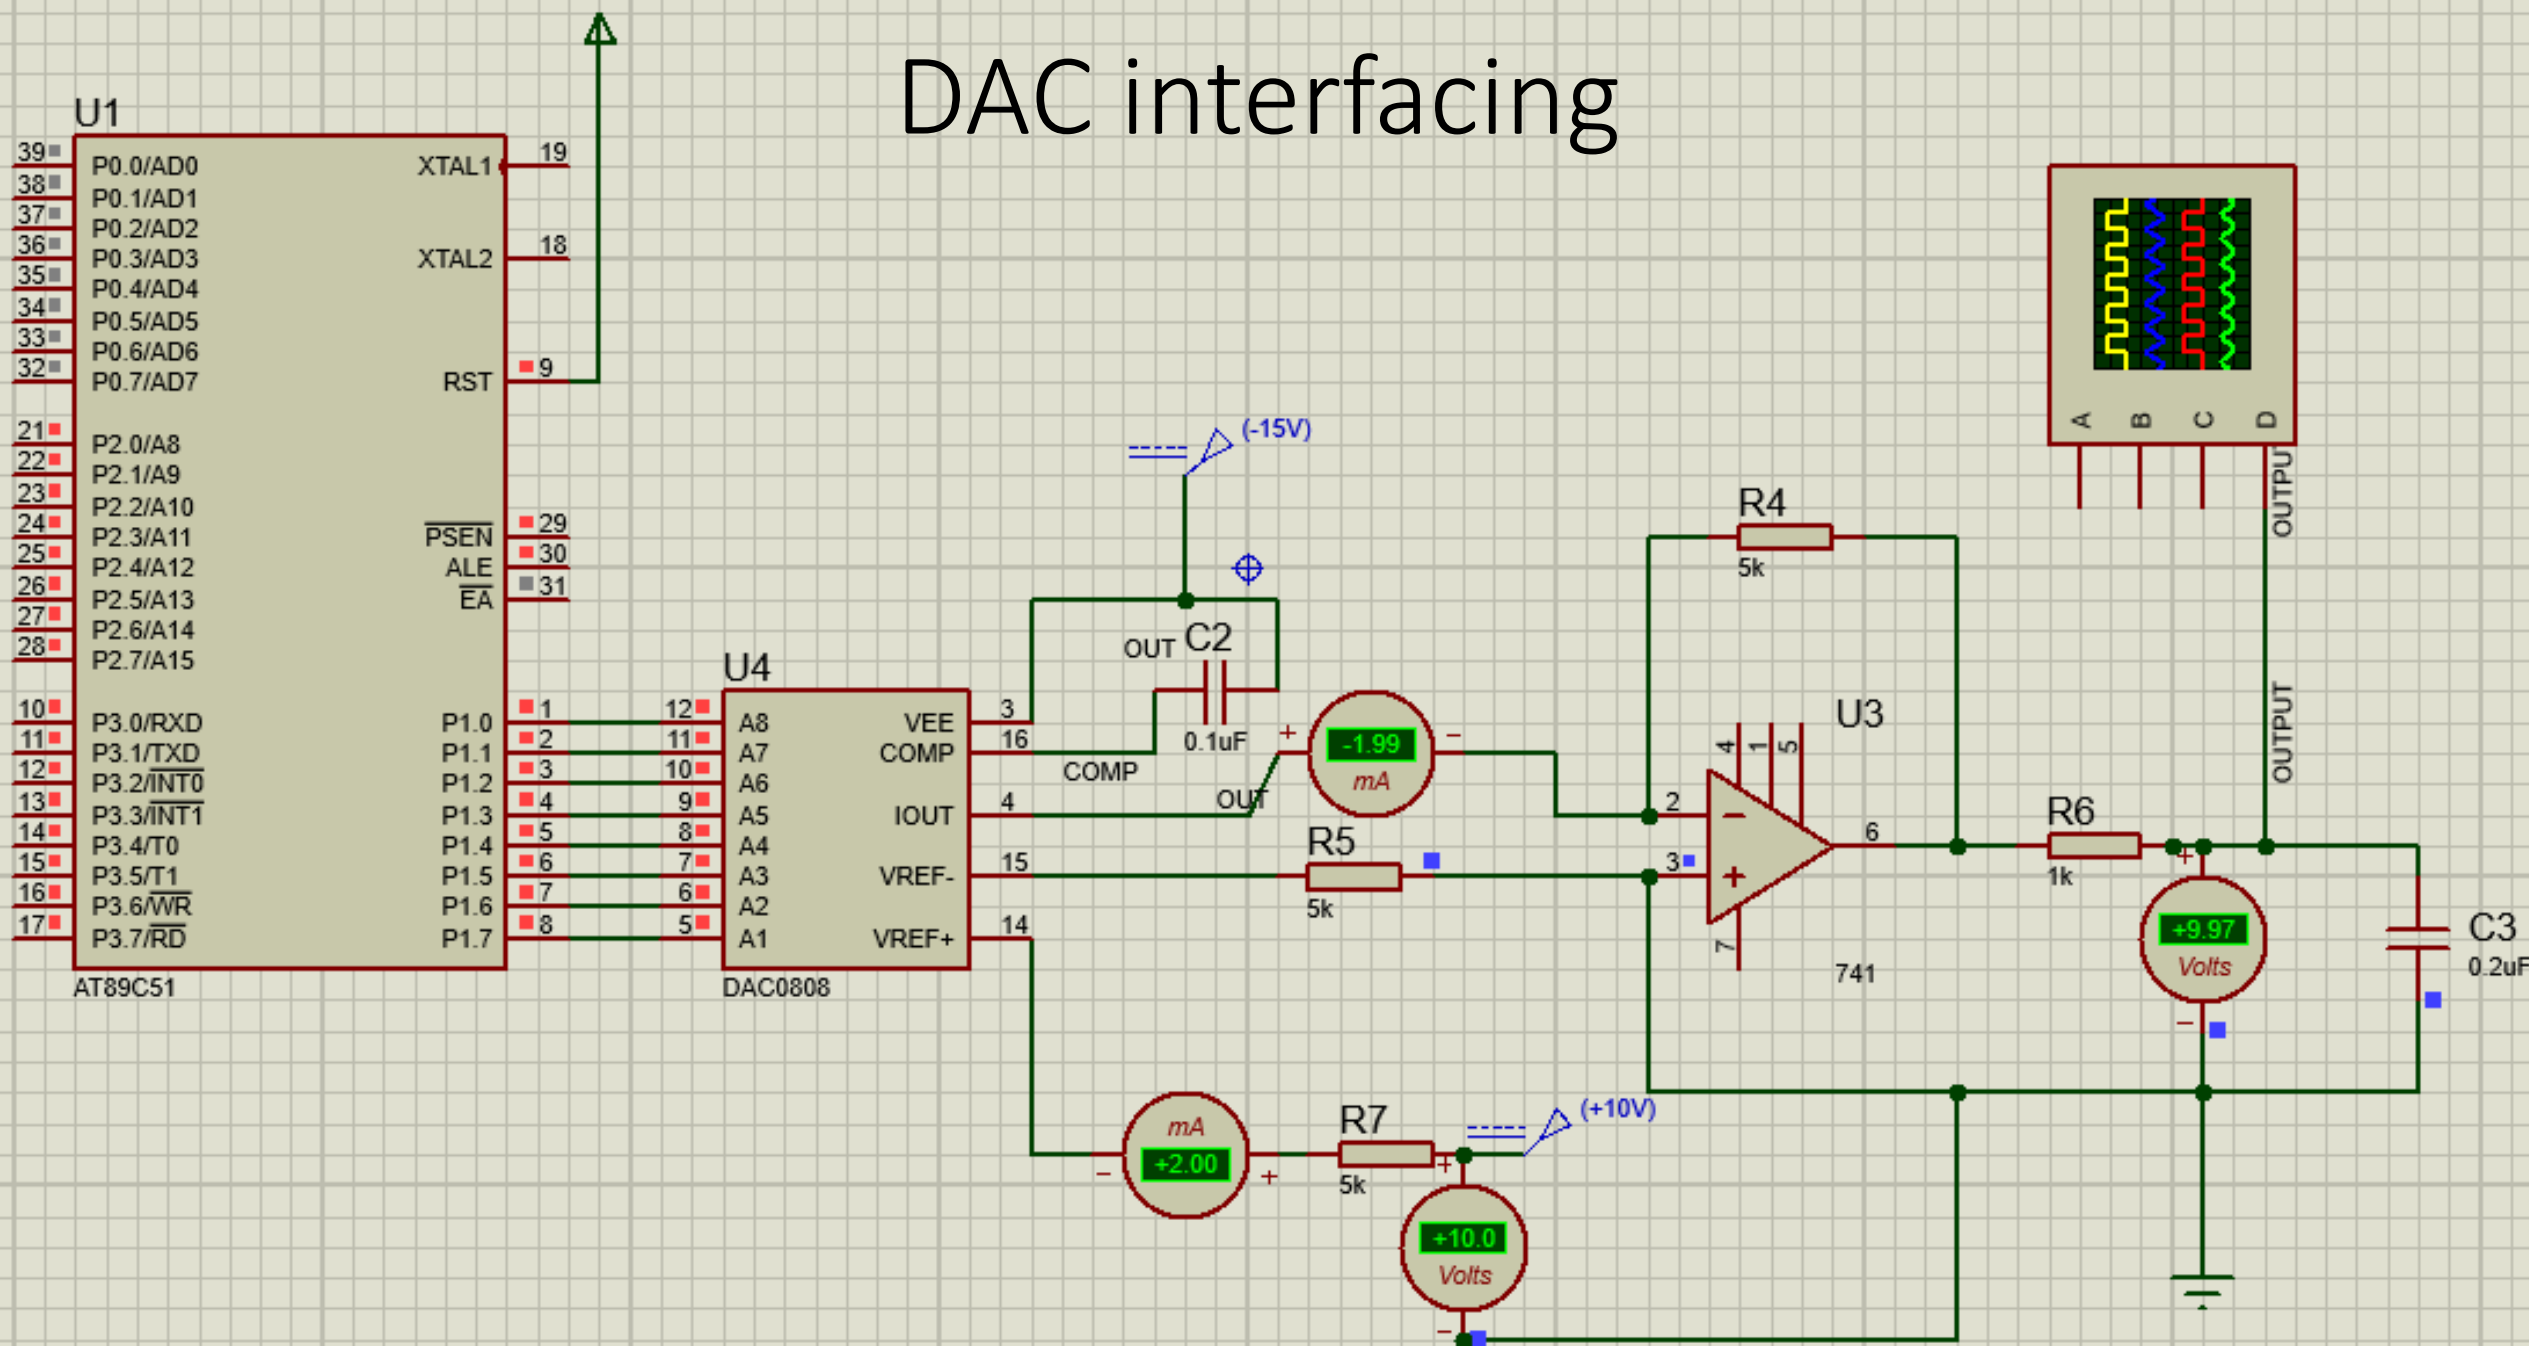 DAC interfacing
U1
39 P0.0/AD0 XTAL1 19
38 P0.1/AD1
37 P0.2/AD2
36 P0.3/AD3 XTAL2 18
35 P0.4/AD4
34 P0.5/AD5
33 P0.6/AD6
32 P0.7/AD7 RST 9
21 P2.0/A8
22 P2.1/A9
23 P2.2/A10
24 P2.3/A11 PSEN 29
25 P2.4/A12 ALE 30
26 P2.5/A13 EA 31
27 P2.6/A14
28 P2.7/A15
10 P3.0/RXD P1.0 1
11 P3.1/TXD P1.1 2
12 P3.2/INT0 P1.2 3
13 P3.3/INT1 P1.3 4
14 P3.4/T0 P1.4 5
15 P3.5/T1 P1.5 6
16 P3.6/WR P1.6 7
17 P3.7/RD P1.7 8
AT89C51
U4
12 A8 VEE 3
11 A7 COMP 16
10 A6
9 A5 IOUT 4
8 A4
7 A3 VREF- 15
6 A2
5 A1 VREF+ 14
DAC0808
(-15V)
OUT
C2
0.1uF
COMP
OUT
+ -
-1.99
mA
R5
5k
R4
5k
U3
4 1 5
2 -
3 +
6
7
741
A B C D
OUTPU
OUTPUT
R6
1k
+
+9.97
Volts
-
C3
0.2uF
mA
+2.00
- +
R7
5k
(+10V)
+
+10.0
Volts
-